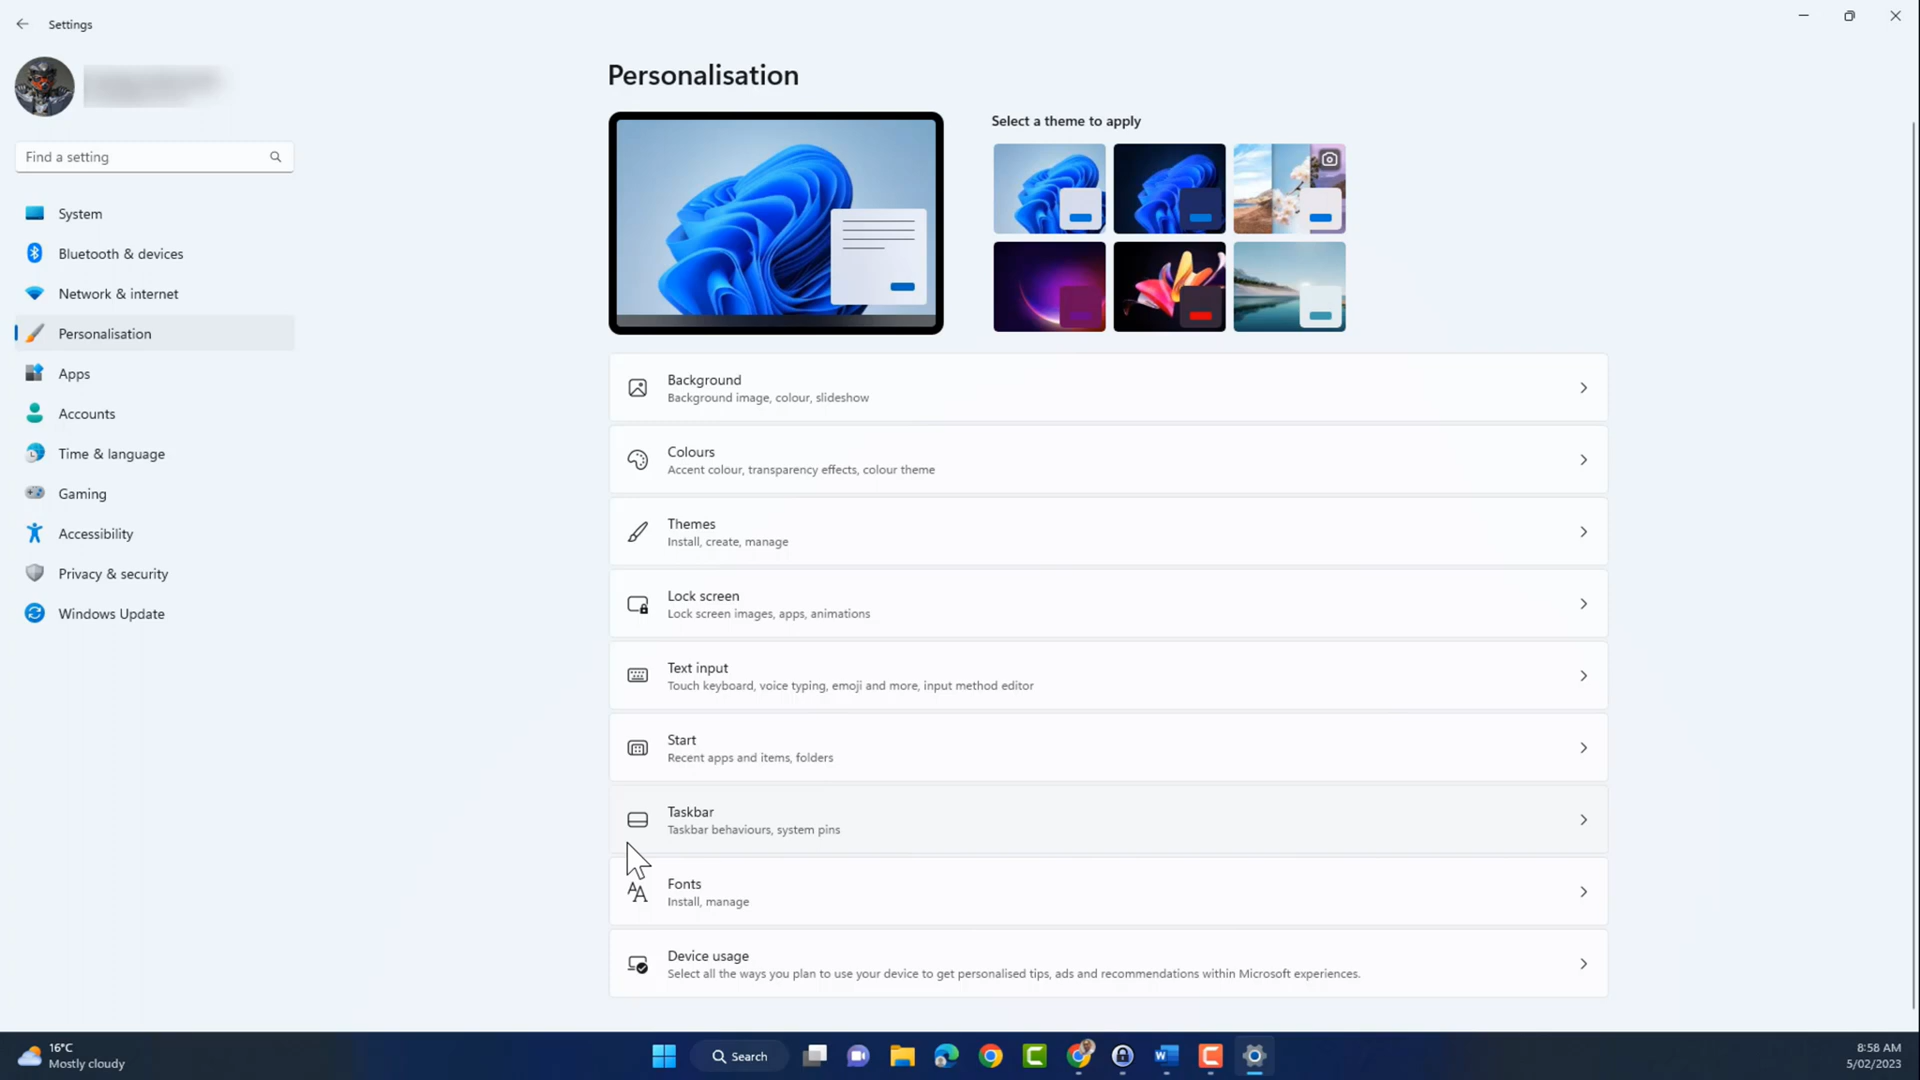 Settings
Find a setting
System
Bluetooth & devices
Network & internet
Personalisation
Apps
Accounts
Time & language
Gaming
Accessibility
Privacy & security
Windows Update
Personalisation
Select a theme to apply
Background
Background image, colour, slideshow
Colours
Accent colour, transparency effects, colour theme
Themes
Install, create, manage
Lock screen
Lock screen images, apps, animations
Text input
Touch keyboard, voice typing, emoji and more, input method editor
Start
Recent apps and items, folders
Taskbar
Taskbar behaviours, system pins
Fonts
Install, manage
Device usage
Select all the ways you plan to use your device to get personalised tips, ads and recommendations within Microsoft experiences.
16°C
Mostly cloudy
Search
8:58 AM
5/02/2023